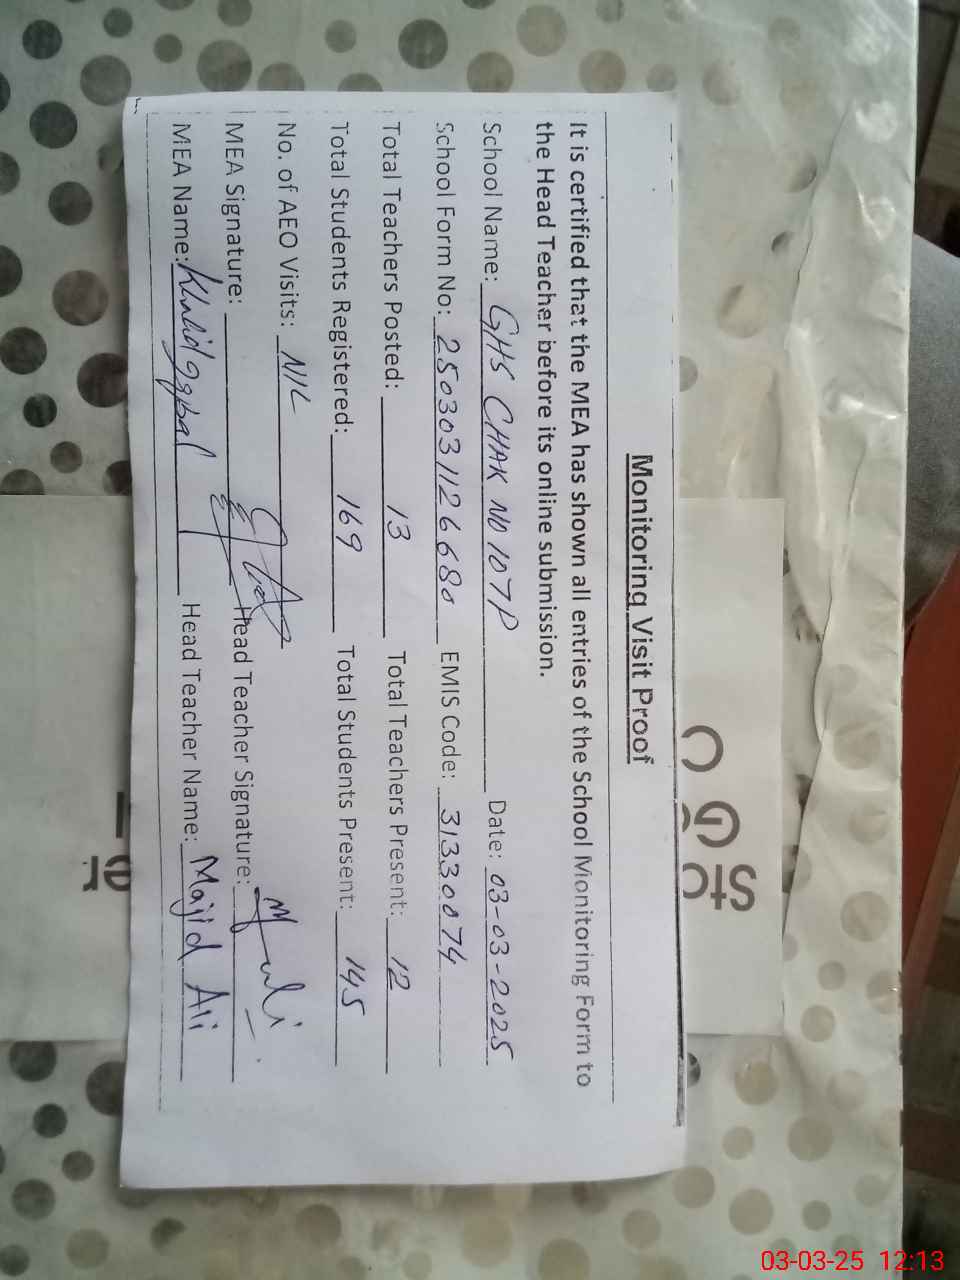 Monitoring Visit Proof
It is certified that the MEA has shown all entries of the School Monitoring Form to
the Head Teacher before its online submission.
School Name: GHS CHAK NO 107P Date: 03-03-2025
School Form No: 2503031126680 EMIS Code: 31330074
Total Teachers Posted: 13 Total Teachers Present: 12
Total Students Registered: 169 Total Students Present: 145
No. of AEO Visits: NIL
MEA Signature: Head Teacher Signature:
MEA Name: Khalid Iqbal Head Teacher Name: Majid Ali
03-03-25 12:13